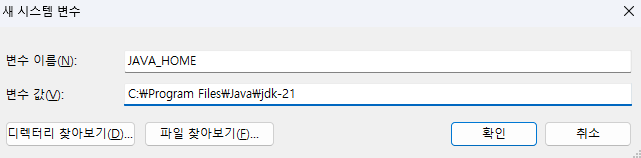 새 시스템 변수
변수 이름(N):
JAVA_HOME
변수 값(V):
C:₩Program Files₩Java₩jdk-21
디렉터리 찾아보기(D)...
파일 찾아보기(F)...
확인
취소